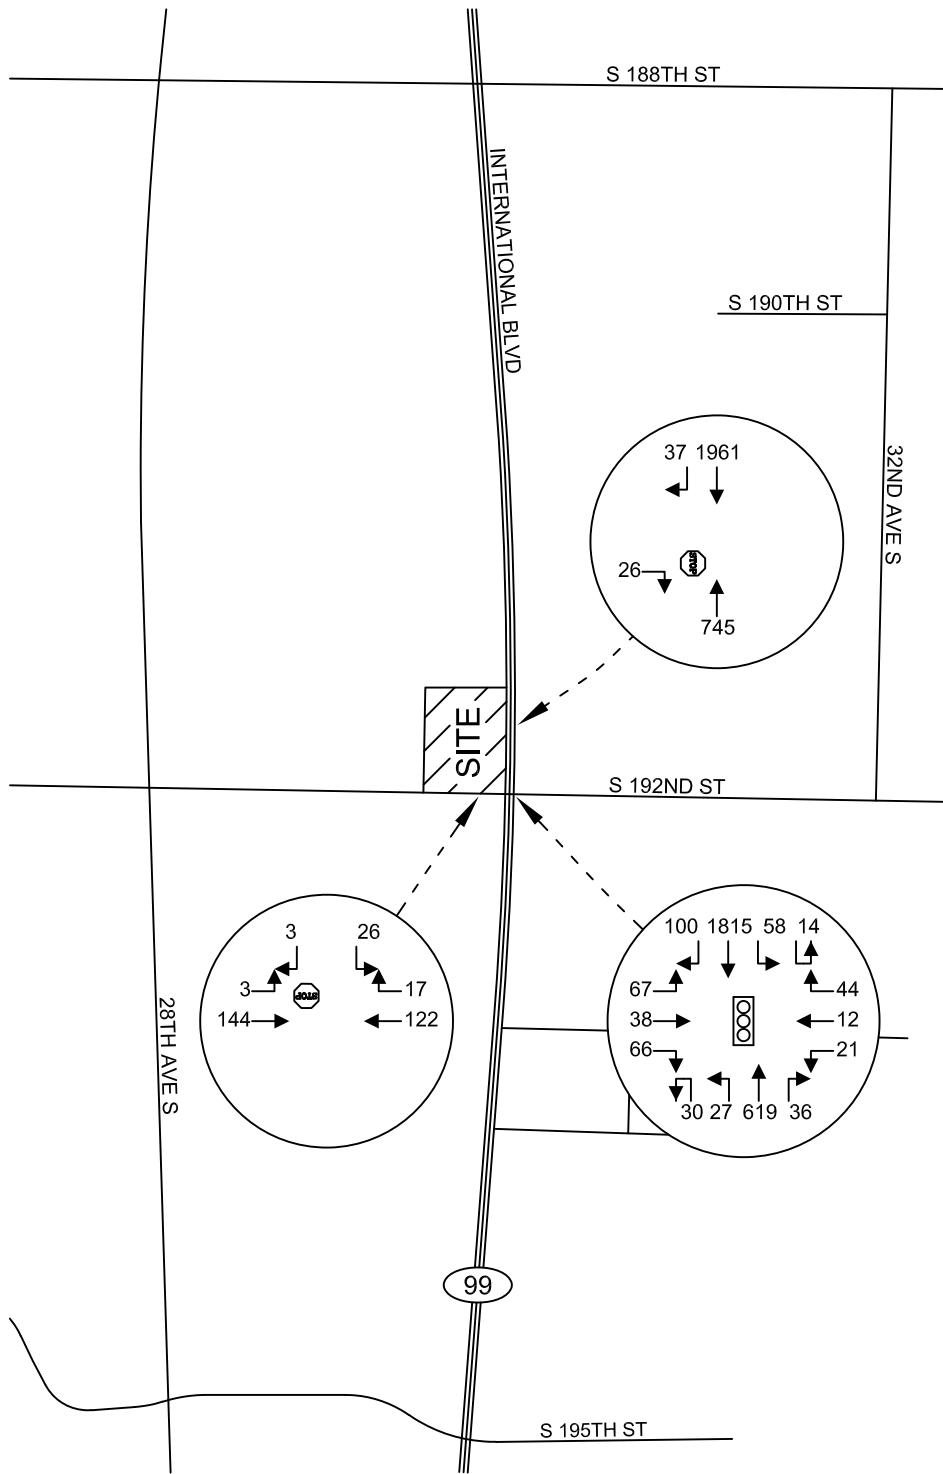 S 188TH ST
INTERNATIONAL BLVD
S 190TH ST
32ND AVE S
37 1961
STOP
26
745
SITE
S 192ND ST
3 26
3 STOP 17
144 122
28TH AVE S
100 1815 58 14
67 44
38 12
66 21
30 27 619 36
99
S 195TH ST